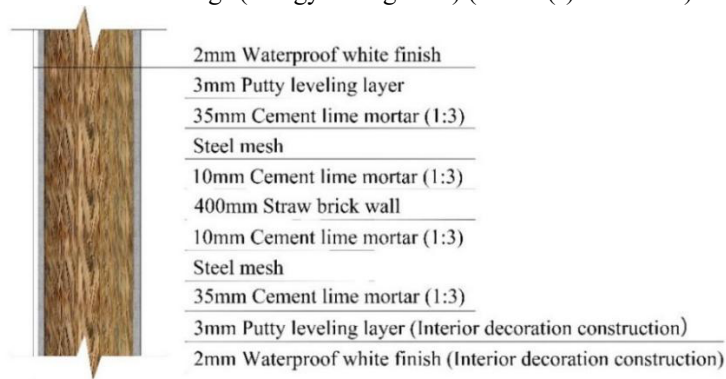 2mm Waterproof white finish
3mm Putty leveling layer
35mm Cement lime mortar (1:3)
Steel mesh
10mm Cement lime mortar (1:3)
400mm Straw brick wall
10mm Cement lime mortar (1:3)
Steel mesh
35mm Cement lime mortar (1:3)
3mm Putty leveling layer (Interior decoration construction)
2mm Waterproof white finish (Interior decoration construction)